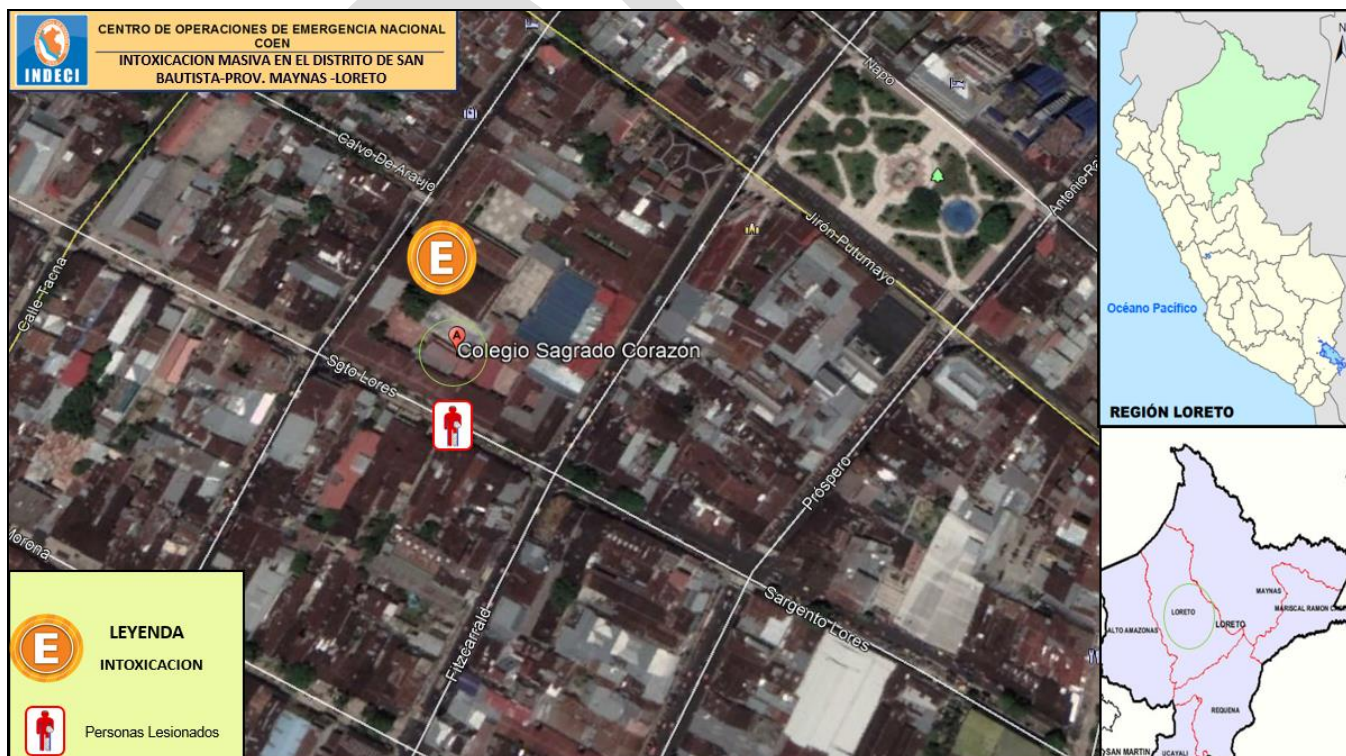 INDECI
CENTRO DE OPERACIONES DE EMERGENCIA NACIONAL
COEN
INTOXICACION MASIVA EN EL DISTRITO DE SAN
BAUTISTA-PROV. MAYNAS -LORETO
Calvo De Araujo
Napo
Antonio Ra
Jirón Putumayo
Calle Tacna
E
A
Colegio Sagrado Corazon
Sgto Lores
Próspero
Morona
Sargento Lores
Fitzcarrald
E
LEYENDA
INTOXICACION
Personas Lesionados
N
Océano Pacífico
REGIÓN LORETO
MAYNAS
LORETO
MARISCAL RAMON CAS
ALTO AMAZONAS
LORETO
REQUENA
SAN MARTIN
UCAYALI